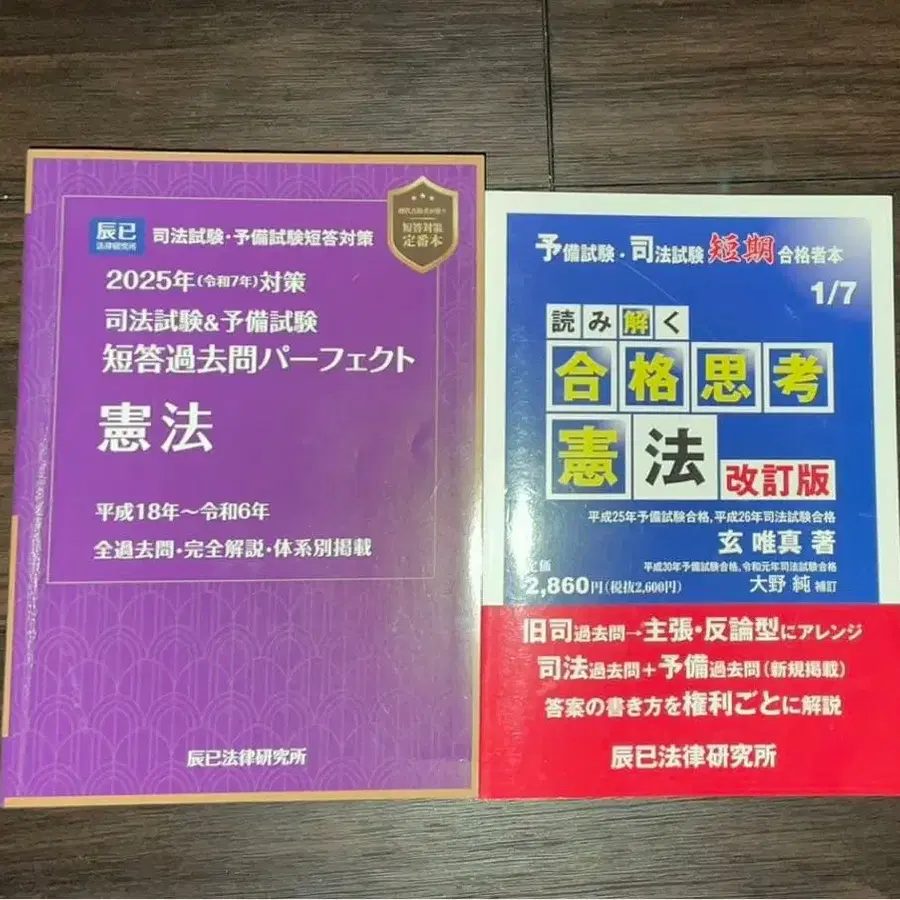 辰已
法律研究所
司法試験・予備試験短答対策
短答対策
定番本
2025年(令和7年)対策
司法試験&予備試験
短答過去問パーフェクト
憲法
平成18年~令和6年
全過去問・完全解説・体系別掲載
辰已法律研究所
予備試験・司法試験短期合格者本
1/7
読み解く
合格思考
憲法
改訂版
平成25年予備試験合格,平成26年司法試験合格
玄 唯真 著
平成30年予備試験合格,令和元年司法試験合格
大野 純 補訂
定価
2,860円(税抜2,600円)
旧司過去問→主張・反論型にアレンジ
司法過去問+予備過去問(新規掲載)
答案の書き方を権利ごとに解説
辰已法律研究所